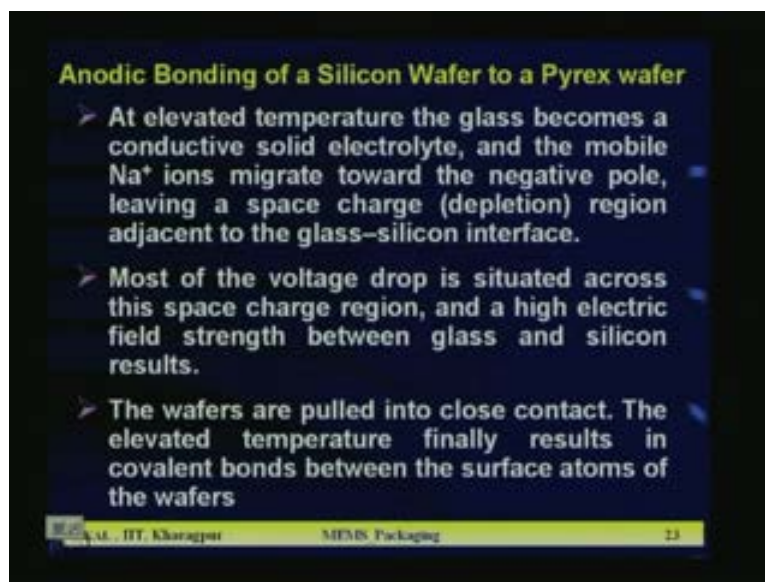 Anodic Bonding of a Silicon Wafer to a Pyrex wafer
➢ At elevated temperature the glass becomes a
conductive solid electrolyte, and the mobile
Na⁺ ions migrate toward the negative pole,
leaving a space charge (depletion) region
adjacent to the glass–silicon interface.
➢ Most of the voltage drop is situated across
this space charge region, and a high electric
field strength between glass and silicon
results.
➢ The wafers are pulled into close contact. The
elevated temperature finally results in
covalent bonds between the surface atoms of
the wafers
IIT, Kharagpur MEMS Packaging 23